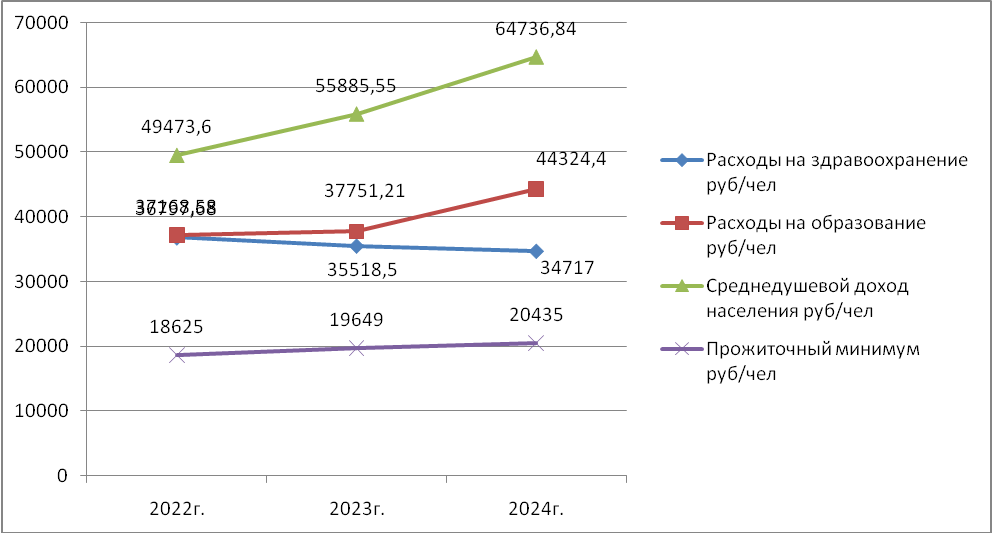 70000
60000
50000
40000
30000
20000
10000
0
64736,84
55885,55
49473,6
44324,4
37751,21
35518,5
34717
20435
19649
18625
2022г.
2023г.
2024г.
Расходы на здравоохранение
руб/чел
Расходы на образование
руб/чел
Среднедушевой доход
населения руб/чел
Прожиточный минимум
руб/чел